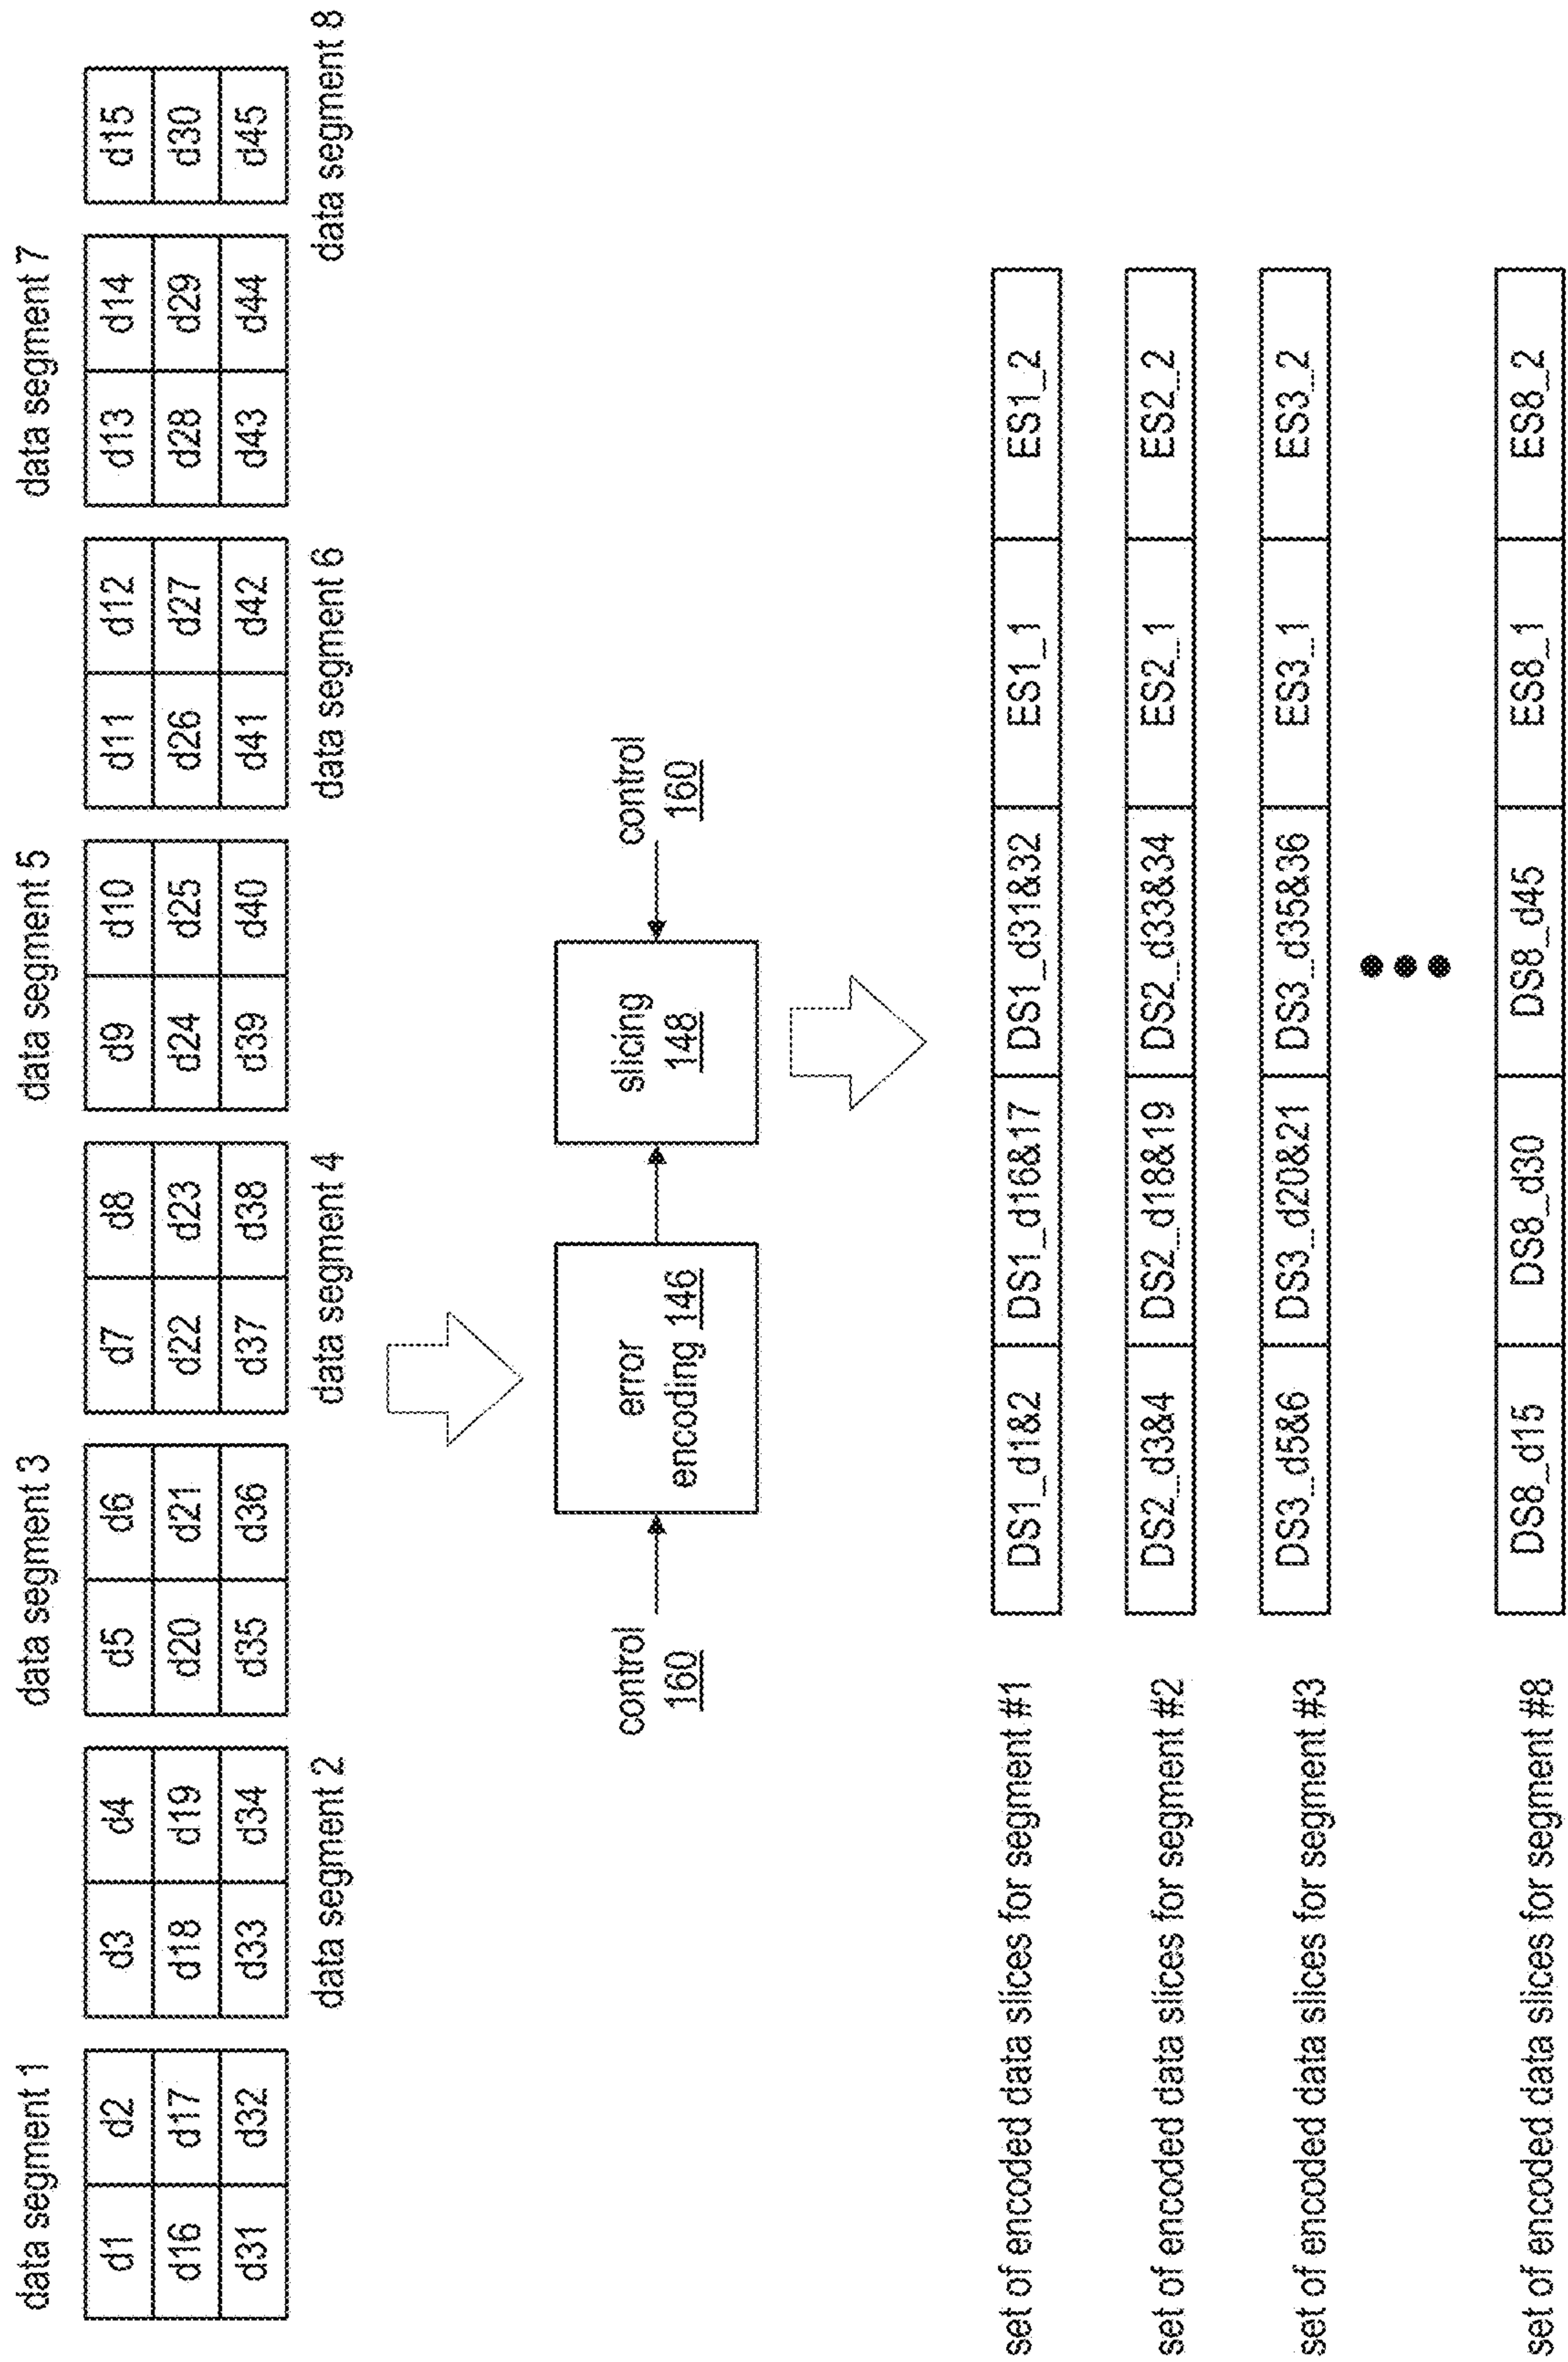 data segment 1
data segment 3
data segment 5
data segment 7
d1 d2 d3 d4 d5 d6 d7 d8 d9 d10 d11 d12 d13 d14 d15
d16 d17 d18 d19 d20 d21 d22 d23 d24 d25 d26 d27 d28 d29 d30
d31 d32 d33 d34 d35 d36 d37 d38 d39 d40 d41 d42 d43 d44 d45
data segment 2
data segment 4
data segment 6
data segment 8
control
160
error
encoding 146
slicing
148
control
160
set of encoded data slices for segment #1
DS1_d1&2 DS1_d16&17 DS1_d31&32 ES1_1 ES1_2
set of encoded data slices for segment #2
DS2_d3&4 DS2_d18&19 DS2_d33&34 ES2_1 ES2_2
set of encoded data slices for segment #3
DS3_d5&6 DS3_d20&21 DS3_d35&36 ES3_1 ES3_2
set of encoded data slices for segment #8
DS8_d15 DS8_d30 DS8_d45 ES8_1 ES8_2